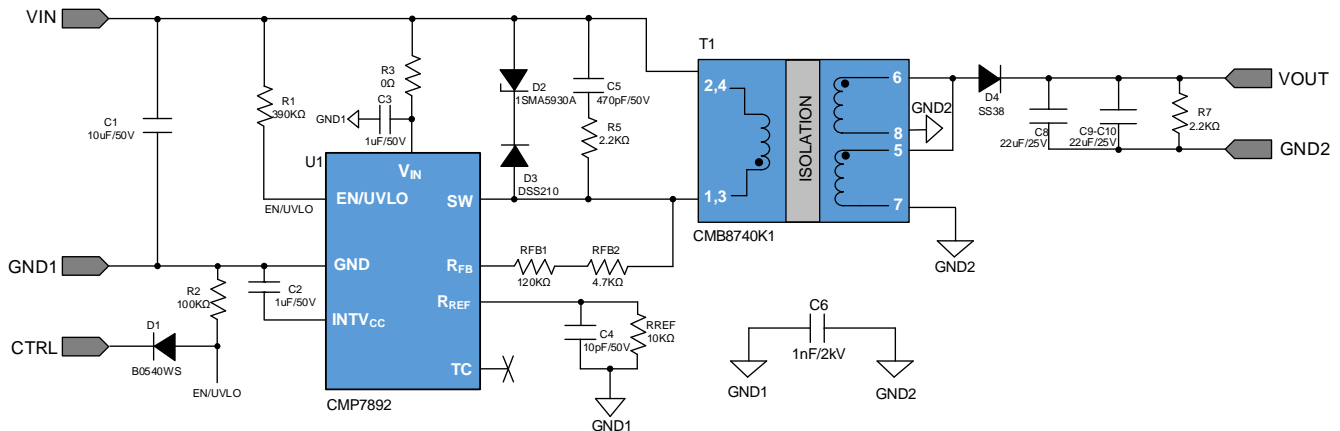 VIN
T1
R3
0Ω
D2
1SMA5930A
C5
470pF/50V
R1
390KΩ
C3
1uF/50V
GND1
C1
10uF/50V
R5
2.2KΩ
2,4
1,3
ISOLATION
6
8
5
7
GND2
D4
SS38
VOUT
C8
22uF/25V
C9-C10
22uF/25V
R7
2.2KΩ
GND2
U1
VIN
EN/UVLO
EN/UVLO
SW
D3
DSS210
CMB8740K1
GND2
GND1
GND
RFB
RFB1
120KΩ
RFB2
4.7KΩ
R2
100KΩ
C2
1uF/50V
INTVCC
RREF
C4
10pF/50V
RREF
10KΩ
C6
1nF/2kV
GND1
GND2
CTRL
D1
B0540WS
EN/UVLO
TC
CMP7892
GND1